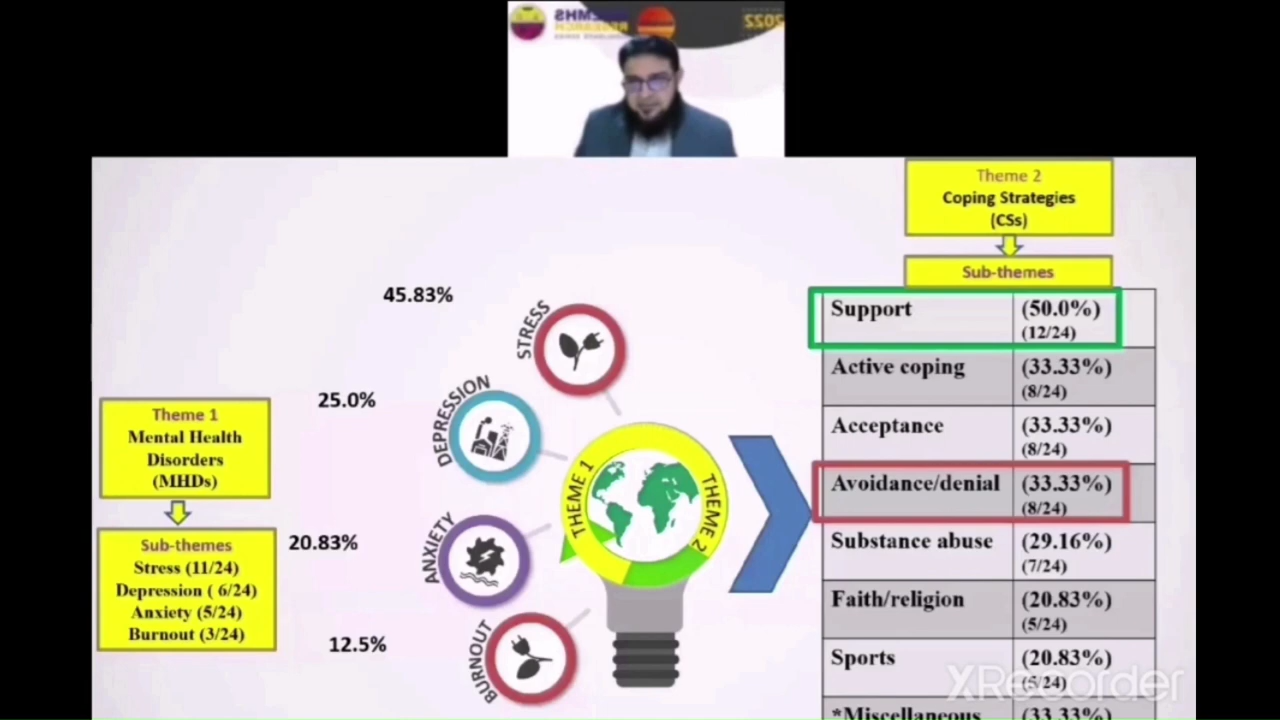 2022
RESEARCH
Theme 2
Coping Strategies
(CSs)
Sub-themes
Support (50.0%)
(12/24)
Active coping (33.33%)
(8/24)
Acceptance (33.33%)
(8/24)
Avoidance/denial (33.33%)
(8/24)
Substance abuse (29.16%)
(7/24)
Faith/religion (20.83%)
(5/24)
Sports (20.83%)
(5/24)
*Miscellaneous (33.33%)
45.83%
STRESS
25.0%
DEPRESSION
20.83%
ANXIETY
12.5%
BURNOUT
THEME 1
THEME 2
Theme 1
Mental Health
Disorders
(MHDs)
Sub-themes
Stress (11/24)
Depression ( 6/24)
Anxiety (5/24)
Burnout (3/24)
XRecorder